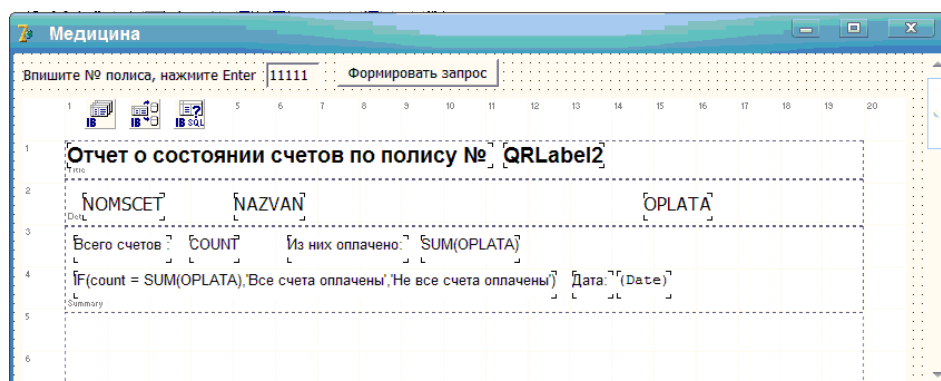 Медицина
Впишите № полиса, нажмите Enter : 11111 Формировать запрос
1 5 6 7 8 9 10 11 12 13 14 15 16 17 18 19 20
IB IB IB SQL
1 Отчет о состоянии счетов по полису № QRLabel2
Title
2 NOMSCET NAZVAN OPLATA
Det
3 Всего счетов : COUNT Из них оплачено: SUM(OPLATA)
4 IF(count = SUM(OPLATA),'Все счета оплачены','Не все счета оплачены') Дата: (Date)
Summary
5
6